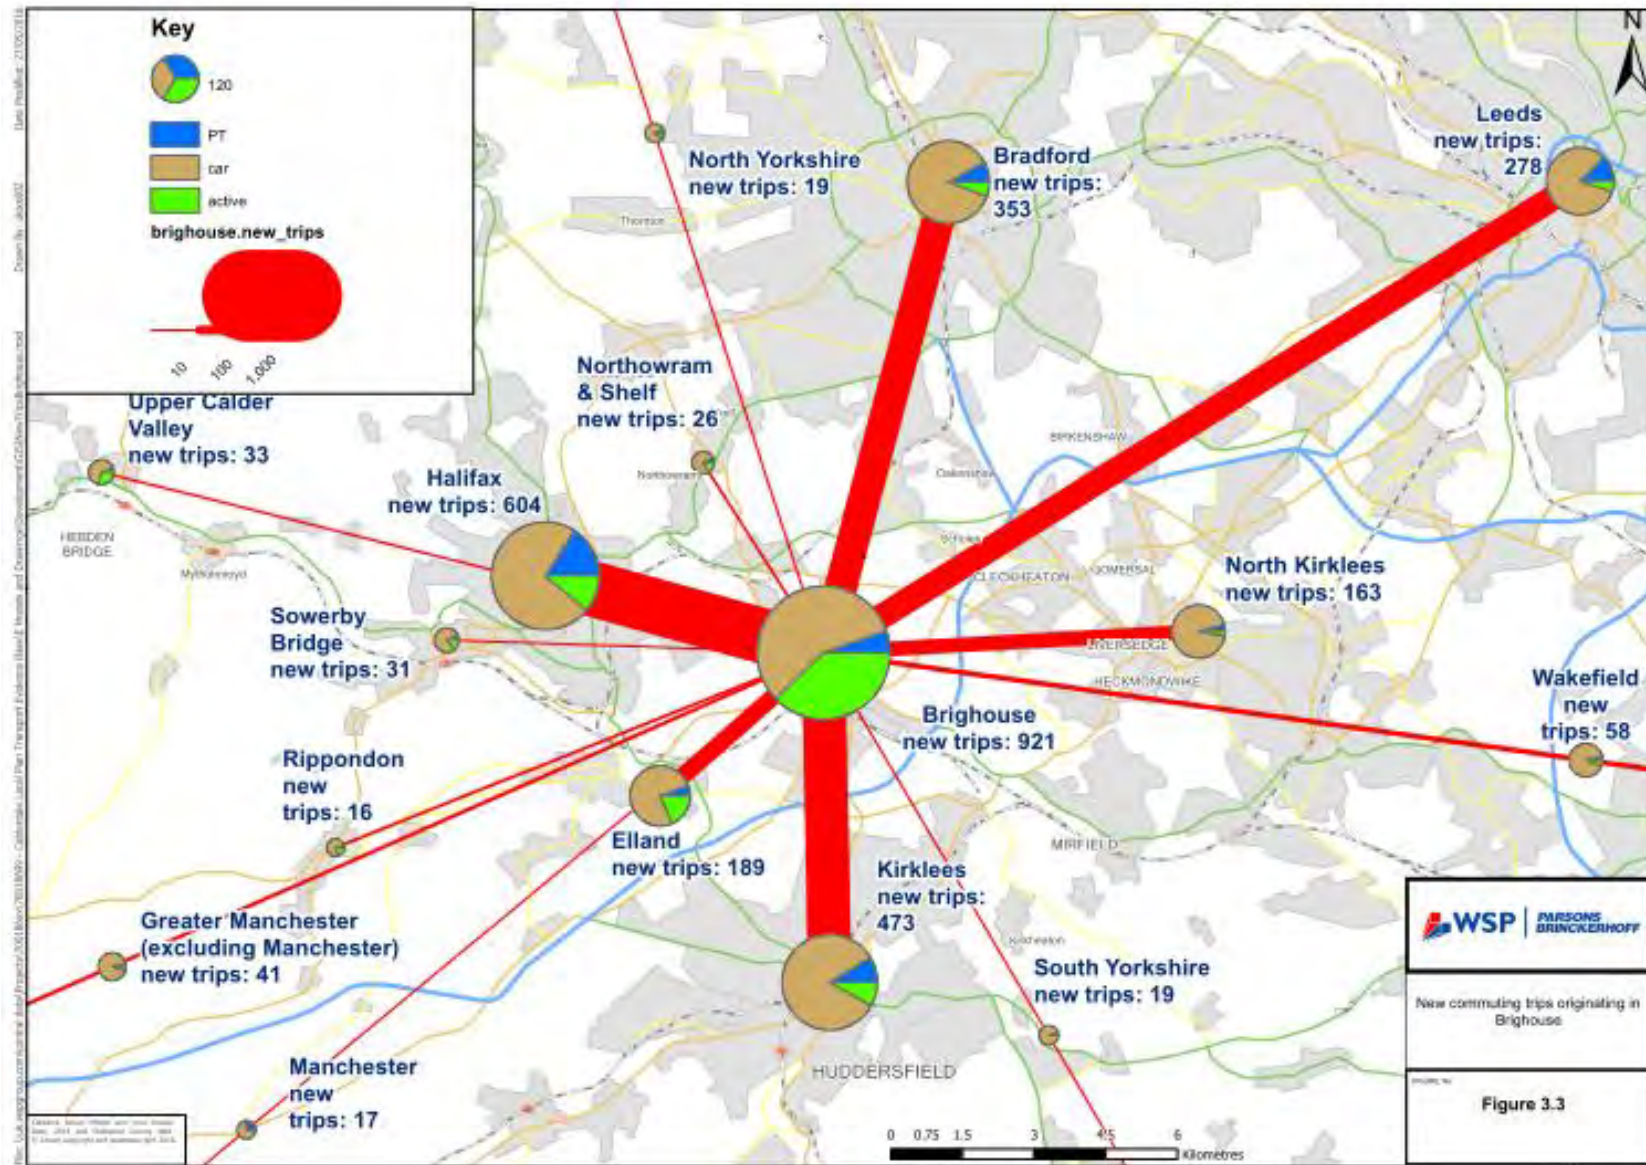 Key
120
PT
car
active
brighouse.new_trips
10
100
1,000
N
Leeds
new trips:
278
North Yorkshire
new trips: 19
Bradford
new trips:
353
Thornton
Northowram
& Shelf
new trips: 26
Northowram
BIRKENSHAW
Oakenshaw
Upper Calder
Valley
new trips: 33
Halifax
new trips: 604
HEBDEN
BRIDGE
Mytholmroyd
Scholes
CLECKHEATON
GOMERSAL
North Kirklees
new trips: 163
Sowerby
Bridge
new trips: 31
LIVERSEDGE
HECKMONDWIKE
Wakefield
new
trips: 58
Brighouse
new trips: 921
Rippondon
new
trips: 16
Elland
new trips: 189
MIRFIELD
Kirklees
new trips:
473
Greater Manchester
(excluding Manchester)
new trips: 41
Kirkheaton
South Yorkshire
new trips: 19
HUDDERSFIELD
Manchester
new
trips: 17
0 0.75 1.5 3 4.5 6
Kilometres
WSP
PARSONS
BRINCKERHOFF
New commuting trips originating in
Brighouse
Figure 3.3